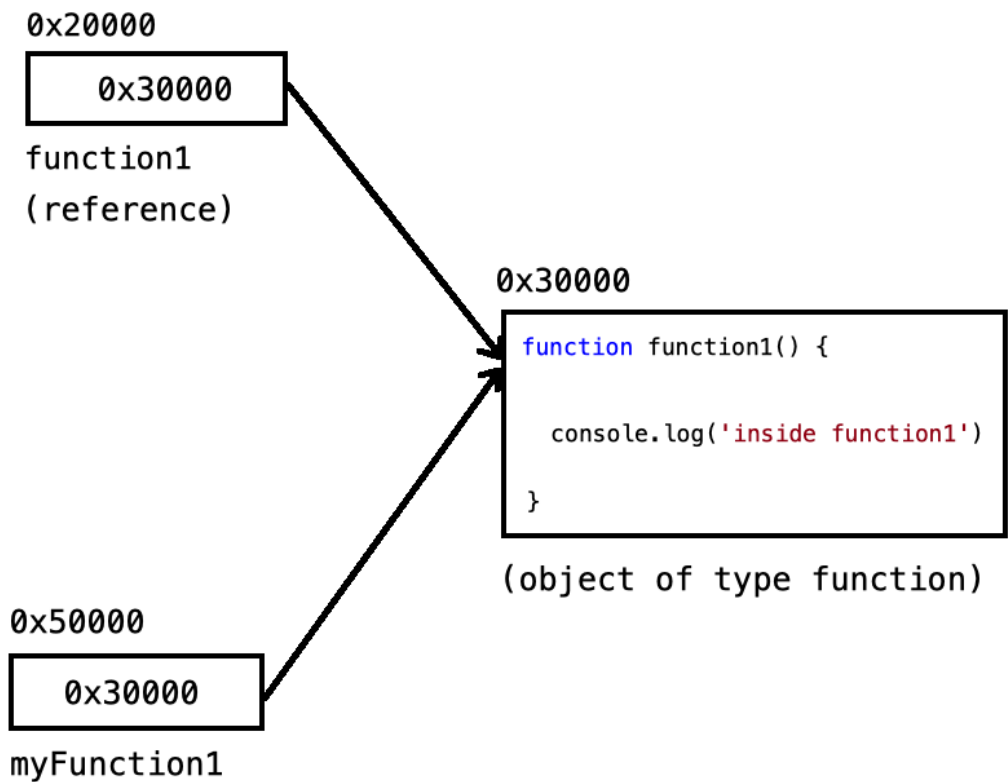 0x20000
0x30000
function1
(reference)
0x30000
function function1() {
console.log('inside function1')
}
(object of type function)
0x50000
0x30000
myFunction1